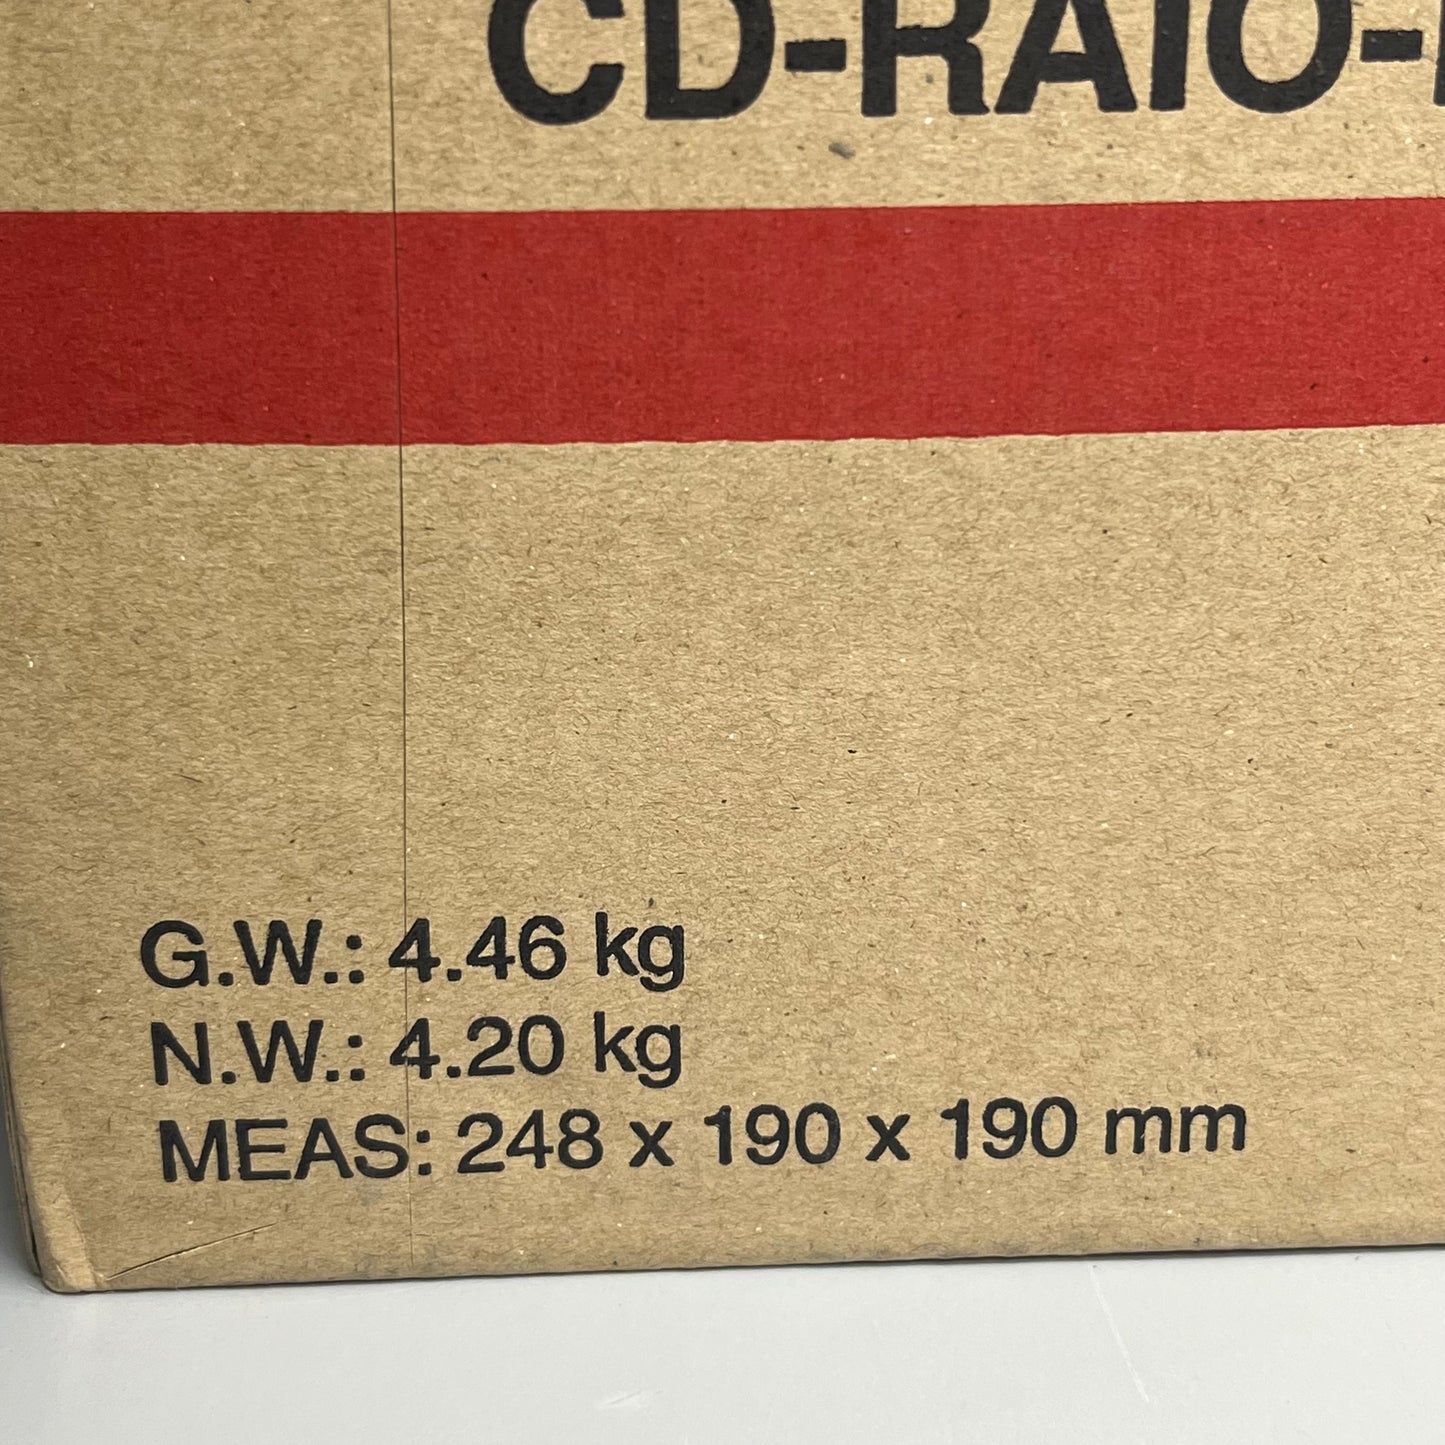 CD-RAIO-
G.W.: 4.46 kg
N.W.: 4.20 kg
MEAS: 248 x 190 x 190 mm